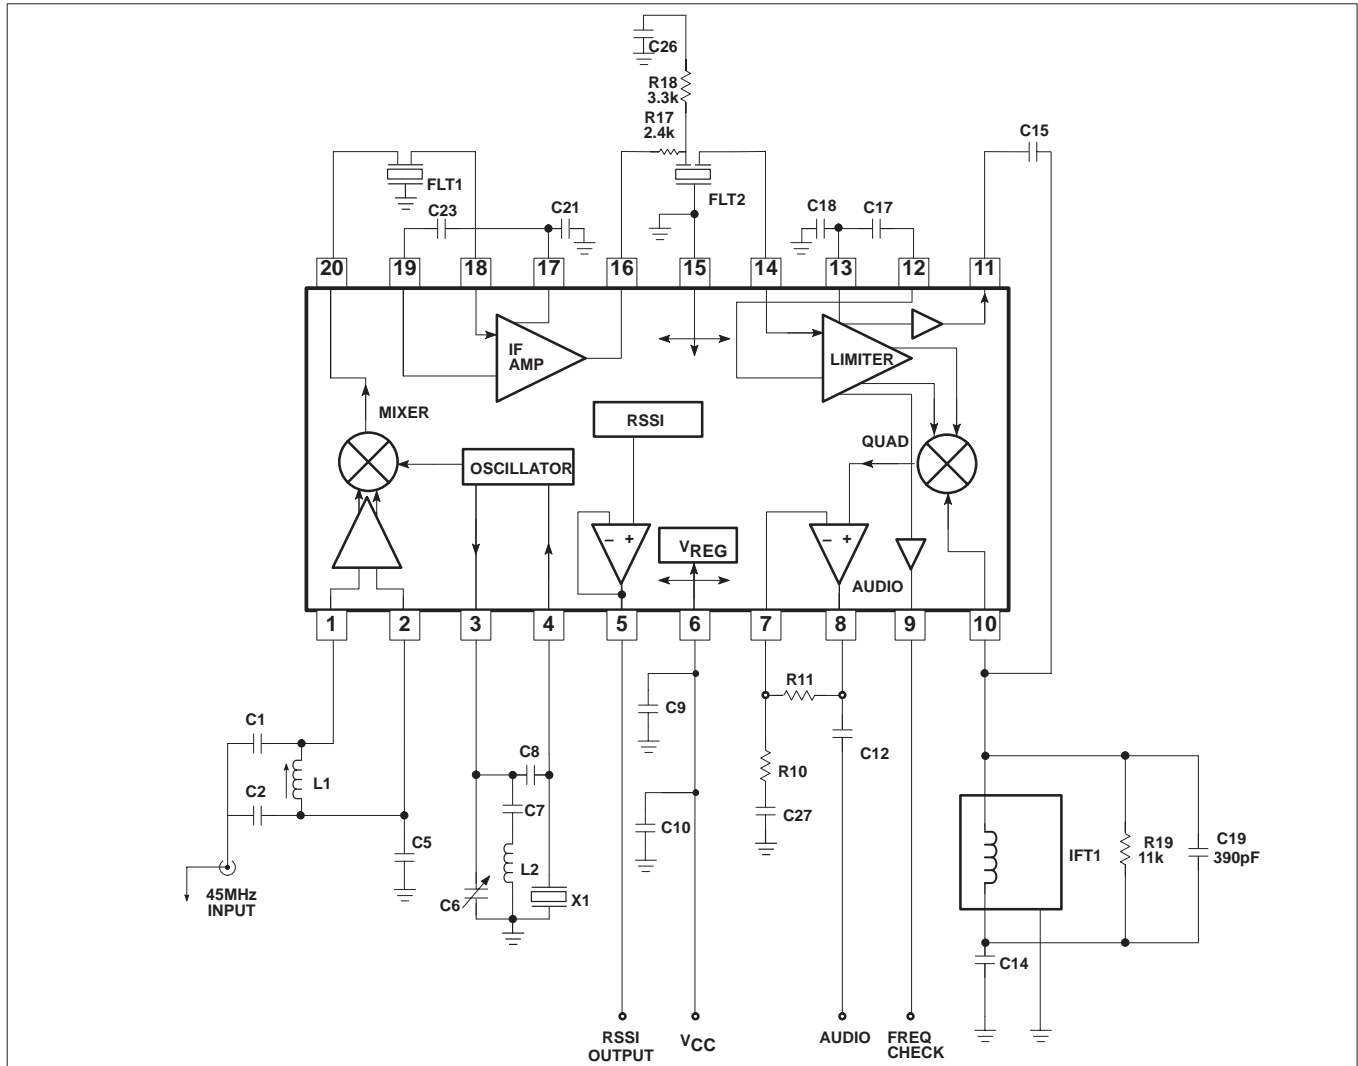 C26
R18
3.3k
R17
2.4k
C15
FLT1
FLT2
C23
C21
C18
C17
20
19
18
17
16
15
14
13
12
11
IF
AMP
LIMITER
MIXER
RSSI
QUAD
OSCILLATOR
– +
VREG
– +
AUDIO
1
2
3
4
5
6
7
8
9
10
R11
C9
C1
C12
C8
L1
R10
C2
C7
C27
C10
C5
L2
R19
11k
C19
390pF
IFT1
C6
X1
45MHz
INPUT
C14
RSSI
OUTPUT
VCC
AUDIO
FREQ
CHECK